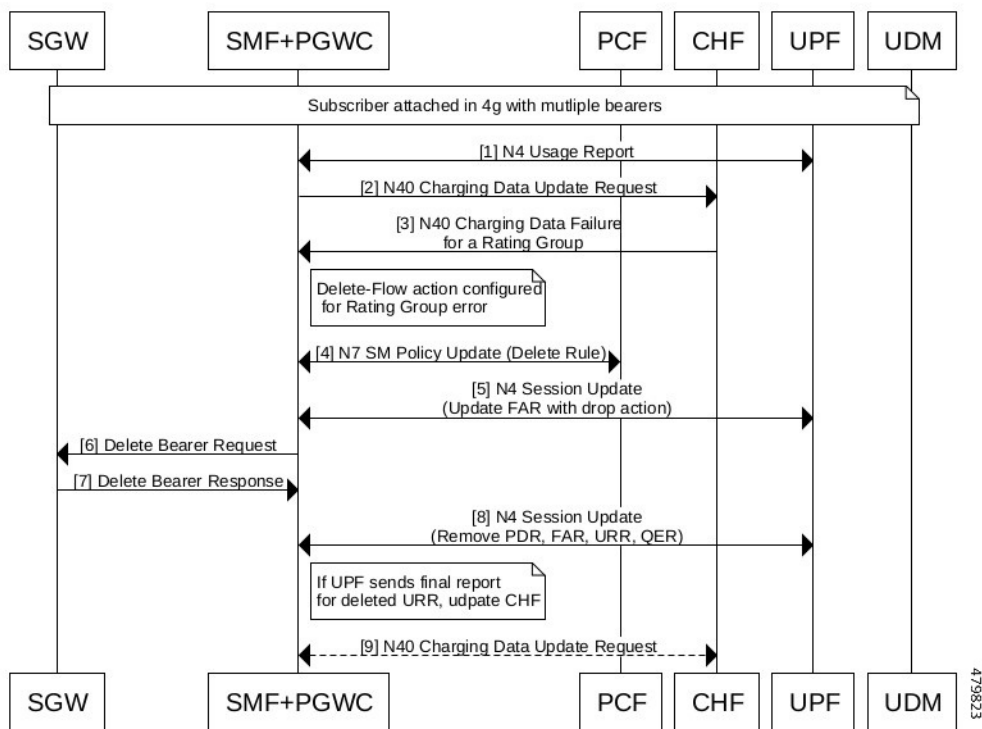 SGW
SMF+PGWC
PCF
CHF
UPF
UDM
Subscriber attached in 4g with mutliple bearers
[1] N4 Usage Report
[2] N40 Charging Data Update Request
[3] N40 Charging Data Failure
for a Rating Group
Delete-Flow action configured
for Rating Group error
[4] N7 SM Policy Update (Delete Rule)
[5] N4 Session Update
(Update FAR with drop action)
[6] Delete Bearer Request
[7] Delete Bearer Response
[8] N4 Session Update
(Remove PDR, FAR, URR, QER)
If UPF sends final report
for deleted URR, udpate CHF
[9] N40 Charging Data Update Request
SGW
SMF+PGWC
PCF
CHF
UPF
UDM
479823